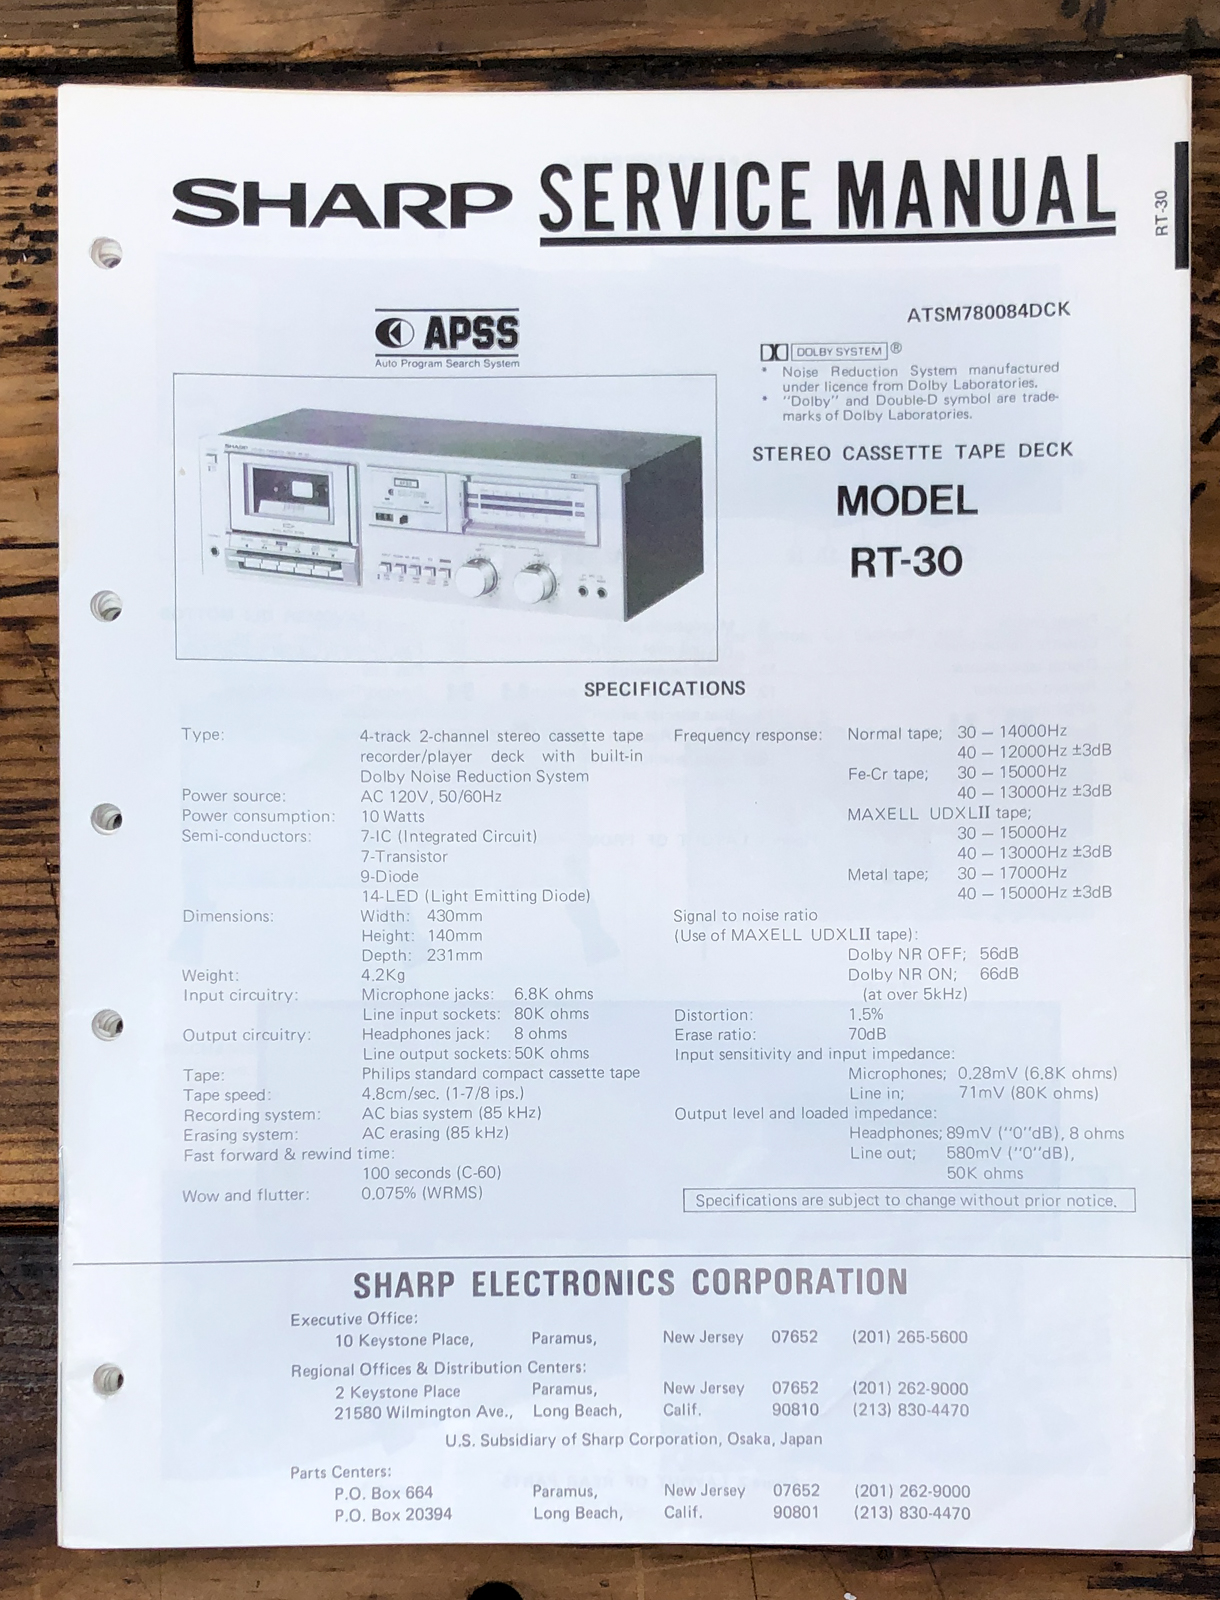 SHARP SERVICE MANUAL
RT-30
ATSM780084DCK
APSS
Auto Program Search System
DOLBY SYSTEM ®
* Noise Reduction System manufactured
under licence from Dolby Laboratories.
* "Dolby" and Double-D symbol are trade-
marks of Dolby Laboratories.
STEREO CASSETTE TAPE DECK
MODEL
RT-30
SHARP
SPECIFICATIONS
Type: 4-track 2-channel stereo cassette tape
recorder/player deck with built-in
Dolby Noise Reduction System
Power source: AC 120V, 50/60Hz
Power consumption: 10 Watts
Semi-conductors: 7-IC (Integrated Circuit)
7-Transistor
9-Diode
14-LED (Light Emitting Diode)
Dimensions: Width: 430mm
Height: 140mm
Depth: 231mm
Weight: 4.2Kg
Input circuitry: Microphone jacks: 6.8K ohms
Line input sockets: 80K ohms
Output circuitry: Headphones jack: 8 ohms
Line output sockets: 50K ohms
Tape: Philips standard compact cassette tape
Tape speed: 4.8cm/sec. (1-7/8 ips.)
Recording system: AC bias system (85 kHz)
Erasing system: AC erasing (85 kHz)
Fast forward & rewind time:
100 seconds (C-60)
Wow and flutter: 0.075% (WRMS)
Frequency response: Normal tape; 30 – 14000Hz
40 – 12000Hz ±3dB
Fe-Cr tape; 30 – 15000Hz
40 – 13000Hz ±3dB
MAXELL UDXLII tape;
30 – 15000Hz
40 – 13000Hz ±3dB
Metal tape; 30 – 17000Hz
40 – 15000Hz ±3dB
Signal to noise ratio
(Use of MAXELL UDXLII tape):
Dolby NR OFF; 56dB
Dolby NR ON; 66dB
(at over 5kHz)
Distortion: 1.5%
Erase ratio: 70dB
Input sensitivity and input impedance:
Microphones; 0.28mV (6.8K ohms)
Line in; 71mV (80K ohms)
Output level and loaded impedance:
Headphones; 89mV ("0"dB), 8 ohms
Line out; 580mV ("0"dB),
50K ohms
Specifications are subject to change without prior notice.
SHARP ELECTRONICS CORPORATION
Executive Office:
10 Keystone Place, Paramus, New Jersey 07652 (201) 265-5600
Regional Offices & Distribution Centers:
2 Keystone Place Paramus, New Jersey 07652 (201) 262-9000
21580 Wilmington Ave., Long Beach, Calif. 90810 (213) 830-4470
U.S. Subsidiary of Sharp Corporation, Osaka, Japan
Parts Centers:
P.O. Box 664 Paramus, New Jersey 07652 (201) 262-9000
P.O. Box 20394 Long Beach, Calif. 90801 (213) 830-4470